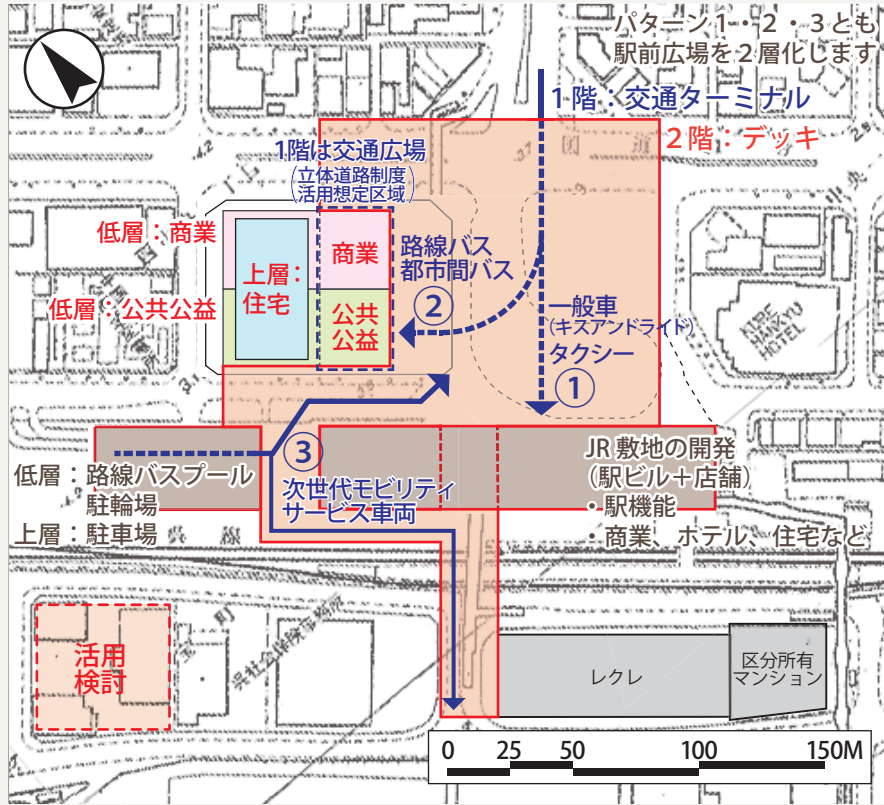 パターン1・2・3とも
駅前広場を2層化します
1階：交通ターミナル
2階：デッキ
国道
1階は交通広場
(立体道路制度
活用想定区域)
低層：商業
商業
上層：
住宅
低層：公共公益
公共
公益
路線バス
都市間バス
②
一般車
(キスアンドライド)
タクシー
①
KURE
HANKYU
HOTEL
③
次世代モビリティ
サービス車両
低層：路線バスプール
駐輪場
上層：駐車場
呉線
JR敷地の開発
(駅ビル＋店舗)
・駅機能
・商業、ホテル、住宅など
宝町
活用
検討
レクレ
区分所有
マンション
0 25 50 100 150M